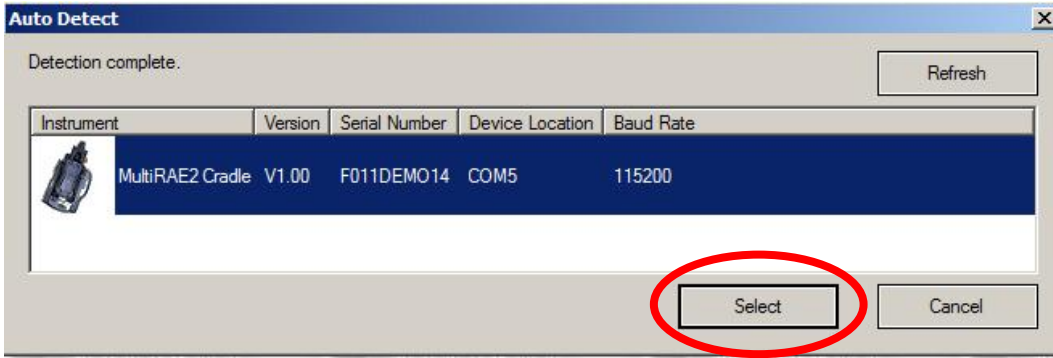 Auto Detect
Detection complete.
Refresh
Instrument Version Serial Number Device Location Baud Rate
MultiRAE2 Cradle V1.00 F011DEMO14 COM5 115200
Select Cancel